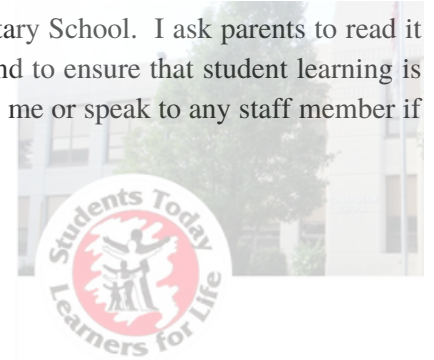 tary School. I ask parents to read it
nd to ensure that student learning is
me or speak to any staff member if
Students Today
Learners for Life